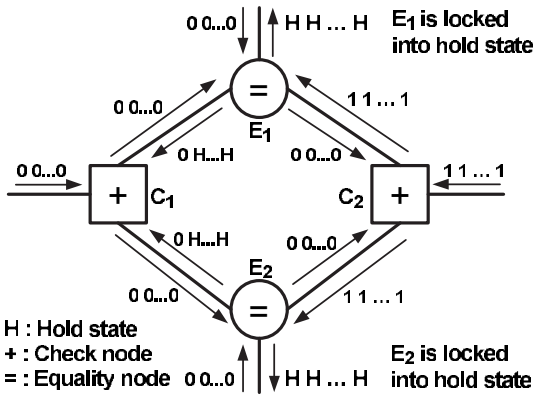 0 0...0
H H ... H
E1 is locked
into hold state
0 0...0
1 1 ... 1
=
E1
0 H...H
0 0...0
0 0...0
1 1 ... 1
+
C1
C2
+
0 H...H
0 0...0
E2
0 0...0
1 1 ... 1
=
H : Hold state
+ : Check node
= : Equality node
0 0...0
H H ... H
E2 is locked
into hold state